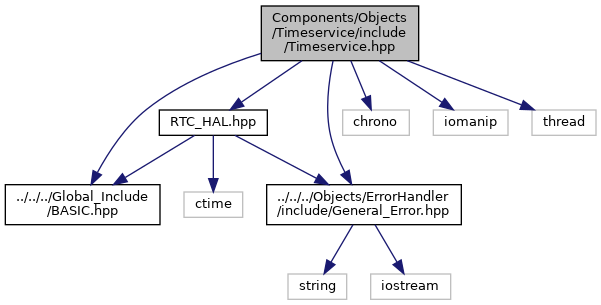 Components/Objects
/Timeservice/include
/Timeservice.hpp
RTC_HAL.hpp
chrono
iomanip
thread
../../../Global_Include
/BASIC.hpp
ctime
../../../Objects/ErrorHandler
/include/General_Error.hpp
string
iostream